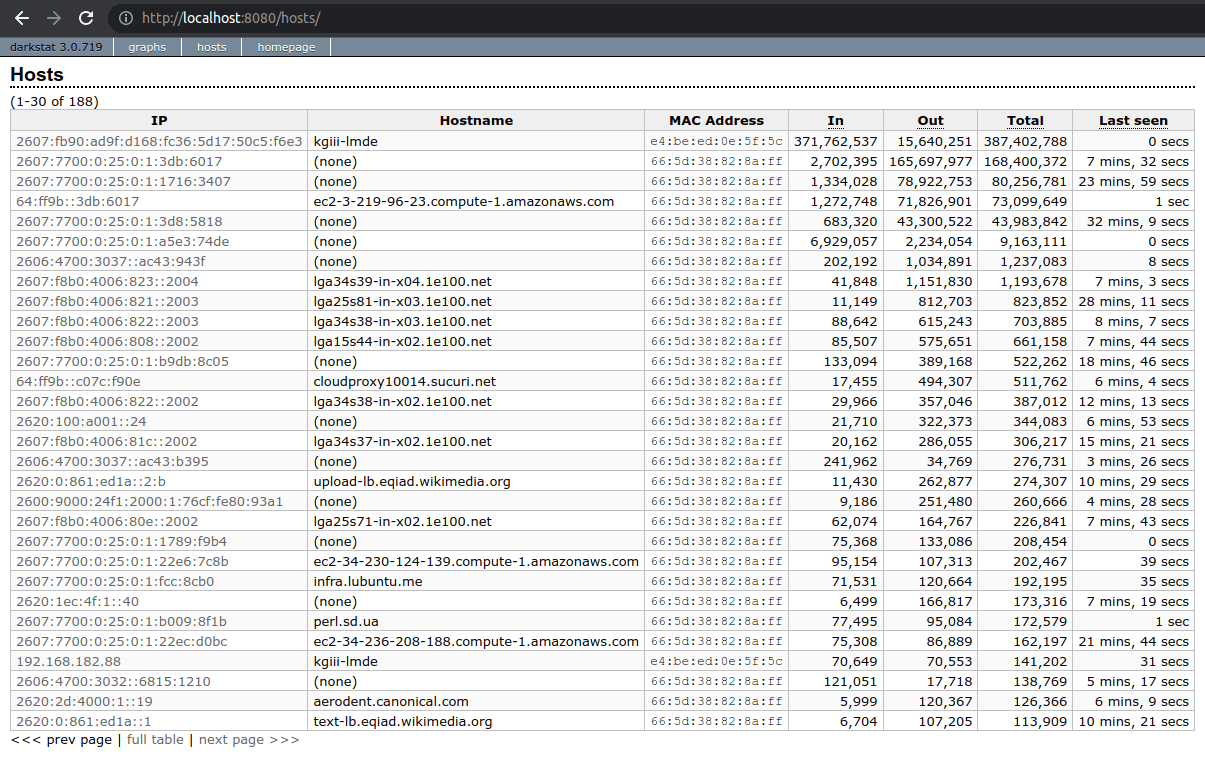 http://localhost:8080/hosts/
darkstat 3.0.719 graphs hosts homepage
Hosts
(1-30 of 188)
IP Hostname MAC Address In Out Total Last seen
2607:fb90:ad9f:d168:fc36:5d17:50c5:f6e3 kgiii-lmde e4:be:ed:0e:5f:5c 371,762,537 15,640,251 387,402,788 0 secs
2607:7700:0:25:0:1:3db:6017 (none) 66:5d:38:82:8a:ff 2,702,395 165,697,977 168,400,372 7 mins, 32 secs
2607:7700:0:25:0:1:1716:3407 (none) 66:5d:38:82:8a:ff 1,334,028 78,922,753 80,256,781 23 mins, 59 secs
64:ff9b::3db:6017 ec2-3-219-96-23.compute-1.amazonaws.com 66:5d:38:82:8a:ff 1,272,748 71,826,901 73,099,649 1 sec
2607:7700:0:25:0:1:3d8:5818 (none) 66:5d:38:82:8a:ff 683,320 43,300,522 43,983,842 32 mins, 9 secs
2607:7700:0:25:0:1:a5e3:74de (none) 66:5d:38:82:8a:ff 6,929,057 2,234,054 9,163,111 0 secs
2606:4700:3037::ac43:943f (none) 66:5d:38:82:8a:ff 202,192 1,034,891 1,237,083 8 secs
2607:f8b0:4006:823::2004 lga34s39-in-x04.1e100.net 66:5d:38:82:8a:ff 41,848 1,151,830 1,193,678 7 mins, 3 secs
2607:f8b0:4006:821::2003 lga25s81-in-x03.1e100.net 66:5d:38:82:8a:ff 11,149 812,703 823,852 28 mins, 11 secs
2607:f8b0:4006:822::2003 lga34s38-in-x03.1e100.net 66:5d:38:82:8a:ff 88,642 615,243 703,885 8 mins, 7 secs
2607:f8b0:4006:808::2002 lga15s44-in-x02.1e100.net 66:5d:38:82:8a:ff 85,507 575,651 661,158 7 mins, 44 secs
2607:7700:0:25:0:1:b9db:8c05 (none) 66:5d:38:82:8a:ff 133,094 389,168 522,262 18 mins, 46 secs
64:ff9b::c07c:f90e cloudproxy10014.sucuri.net 66:5d:38:82:8a:ff 17,455 494,307 511,762 6 mins, 4 secs
2607:f8b0:4006:822::2002 lga34s38-in-x02.1e100.net 66:5d:38:82:8a:ff 29,966 357,046 387,012 12 mins, 13 secs
2620:100:a001::24 (none) 66:5d:38:82:8a:ff 21,710 322,373 344,083 6 mins, 53 secs
2607:f8b0:4006:81c::2002 lga34s37-in-x02.1e100.net 66:5d:38:82:8a:ff 20,162 286,055 306,217 15 mins, 21 secs
2606:4700:3037::ac43:b395 (none) 66:5d:38:82:8a:ff 241,962 34,769 276,731 3 mins, 26 secs
2620:0:861:ed1a::2:b upload-lb.eqiad.wikimedia.org 66:5d:38:82:8a:ff 11,430 262,877 274,307 10 mins, 29 secs
2600:9000:24f1:2000:1:76cf:fe80:93a1 (none) 66:5d:38:82:8a:ff 9,186 251,480 260,666 4 mins, 28 secs
2607:f8b0:4006:80e::2002 lga25s71-in-x02.1e100.net 66:5d:38:82:8a:ff 62,074 164,767 226,841 7 mins, 43 secs
2607:7700:0:25:0:1:1789:f9b4 (none) 66:5d:38:82:8a:ff 75,368 133,086 208,454 0 secs
2607:7700:0:25:0:1:22e6:7c8b ec2-34-230-124-139.compute-1.amazonaws.com 66:5d:38:82:8a:ff 95,154 107,313 202,467 39 secs
2607:7700:0:25:0:1:fcc:8cb0 infra.lubuntu.me 66:5d:38:82:8a:ff 71,531 120,664 192,195 35 secs
2620:1ec:4f:1::40 (none) 66:5d:38:82:8a:ff 6,499 166,817 173,316 7 mins, 19 secs
2607:7700:0:25:0:1:b009:8f1b perl.sd.ua 66:5d:38:82:8a:ff 77,495 95,084 172,579 1 sec
2607:7700:0:25:0:1:22ec:d0bc ec2-34-236-208-188.compute-1.amazonaws.com 66:5d:38:82:8a:ff 75,308 86,889 162,197 21 mins, 44 secs
192.168.182.88 kgiii-lmde e4:be:ed:0e:5f:5c 70,649 70,553 141,202 31 secs
2606:4700:3032::6815:1210 (none) 66:5d:38:82:8a:ff 121,051 17,718 138,769 5 mins, 17 secs
2620:2d:4000:1::19 aerodent.canonical.com 66:5d:38:82:8a:ff 5,999 120,367 126,366 6 mins, 9 secs
2620:0:861:ed1a::1 text-lb.eqiad.wikimedia.org 66:5d:38:82:8a:ff 6,704 107,205 113,909 10 mins, 21 secs
<<< prev page | full table | next page >>>